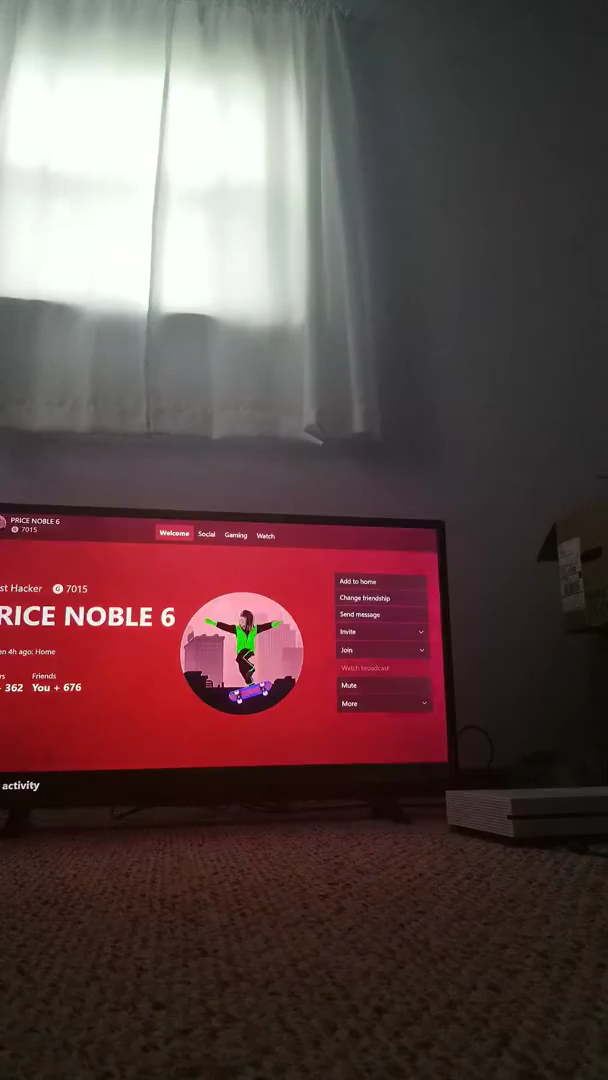 PRICE NOBLE 6
G 7015
Welcome Social Gaming Watch
st Hacker G 7015
RICE NOBLE 6
en 4h ago: Home
rs Friends
362 You + 676
Add to home
Change friendship
Send message
Invite
Join
Watch broadcast
Mute
More
activity